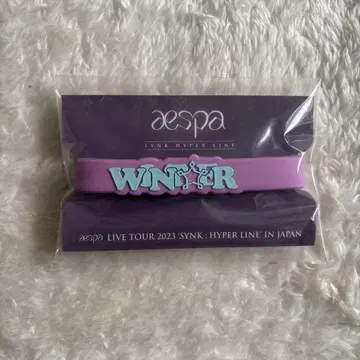 æspa
SYNK HYPER LINE
WINTER
æspa LIVE TOUR 2023 'SYNK : HYPER LINE' IN JAPAN